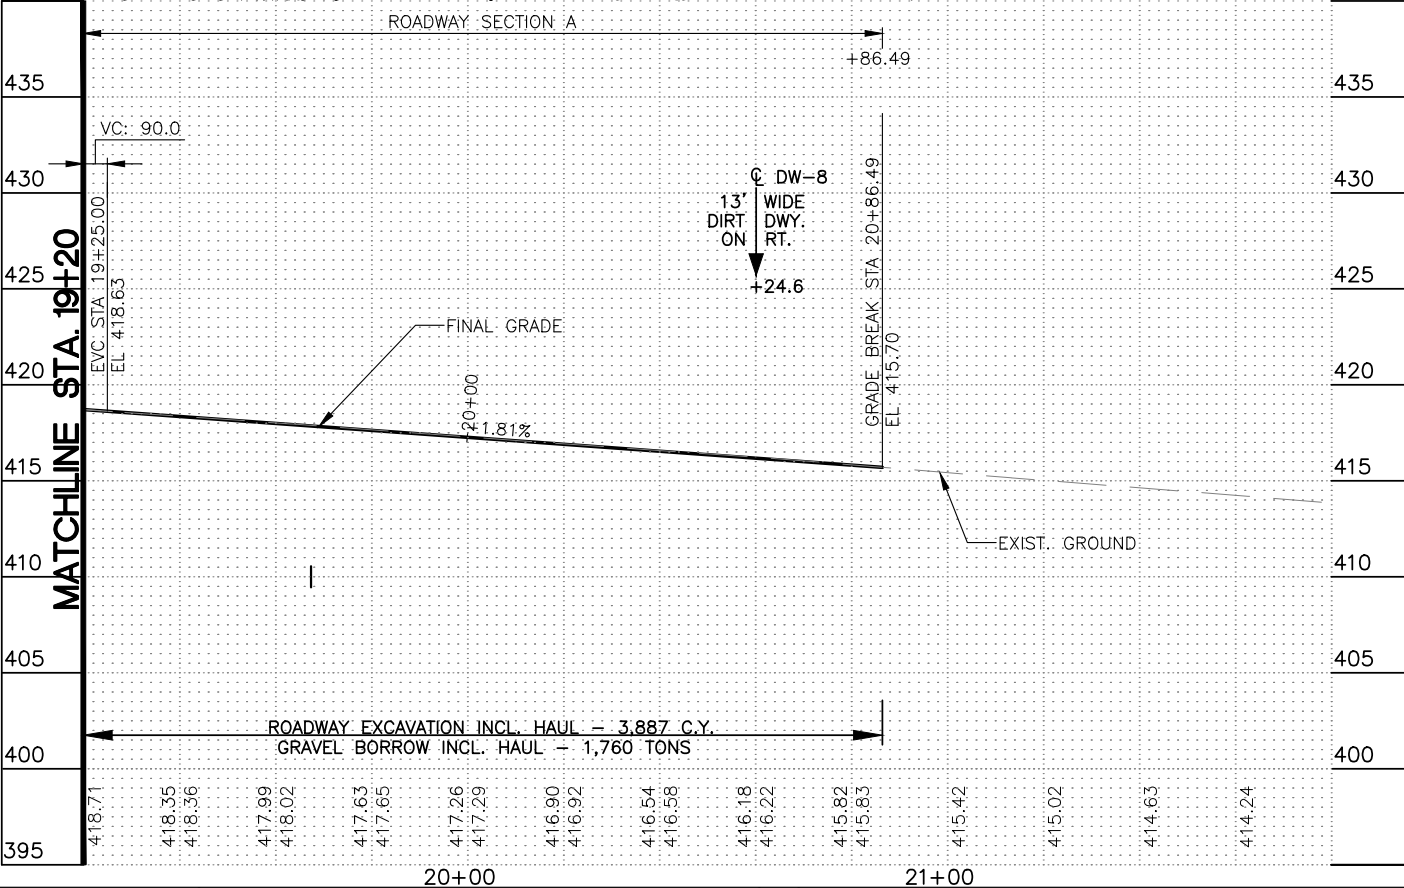 ROADWAY SECTION A
+86.49
435
435
VC: 90.0
430
430
EVC STA 19+25.00
EL 418.63
MATCHLINE STA. 19+20
℄ DW-8
13' WIDE
DIRT DWY.
ON RT.
+24.6
GRADE BREAK STA 20+86.49
EL 415.70
425
425
FINAL GRADE
420
420
20+00
-1.81%
415
415
EXIST. GROUND
410
410
405
405
ROADWAY EXCAVATION INCL. HAUL - 3,887 C.Y.
GRAVEL BORROW INCL. HAUL - 1,760 TONS
400
400
418.71
418.35
418.36
417.99
418.02
417.63
417.65
417.26
417.29
416.90
416.92
416.54
416.58
416.18
416.22
415.82
415.83
415.42
415.02
414.63
414.24
395
20+00
21+00